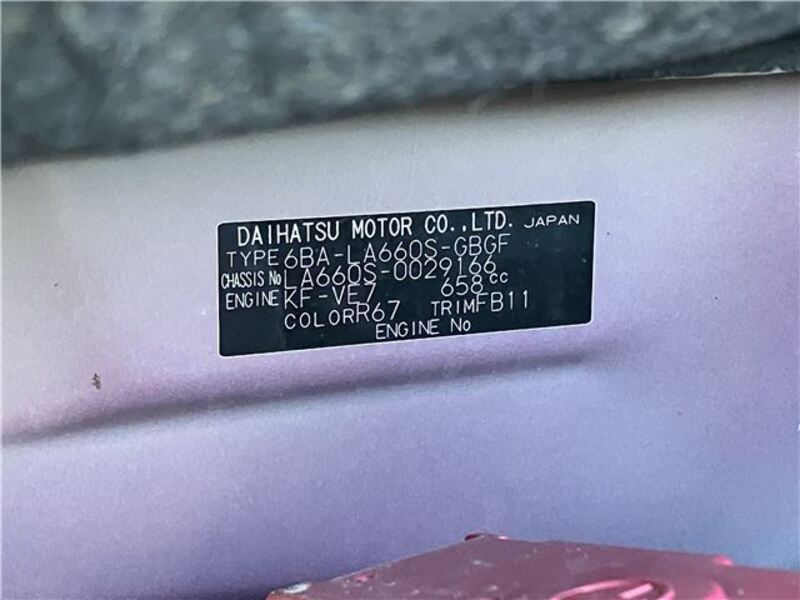 DAIHATSU MOTOR CO.,LTD. JAPAN
TYPE 6BA-LA660S-GBGF
CHASSIS No LA660S-0029166
ENGINE KF-VE7 658cc
COLOR R67 TRIM FB11
ENGINE No